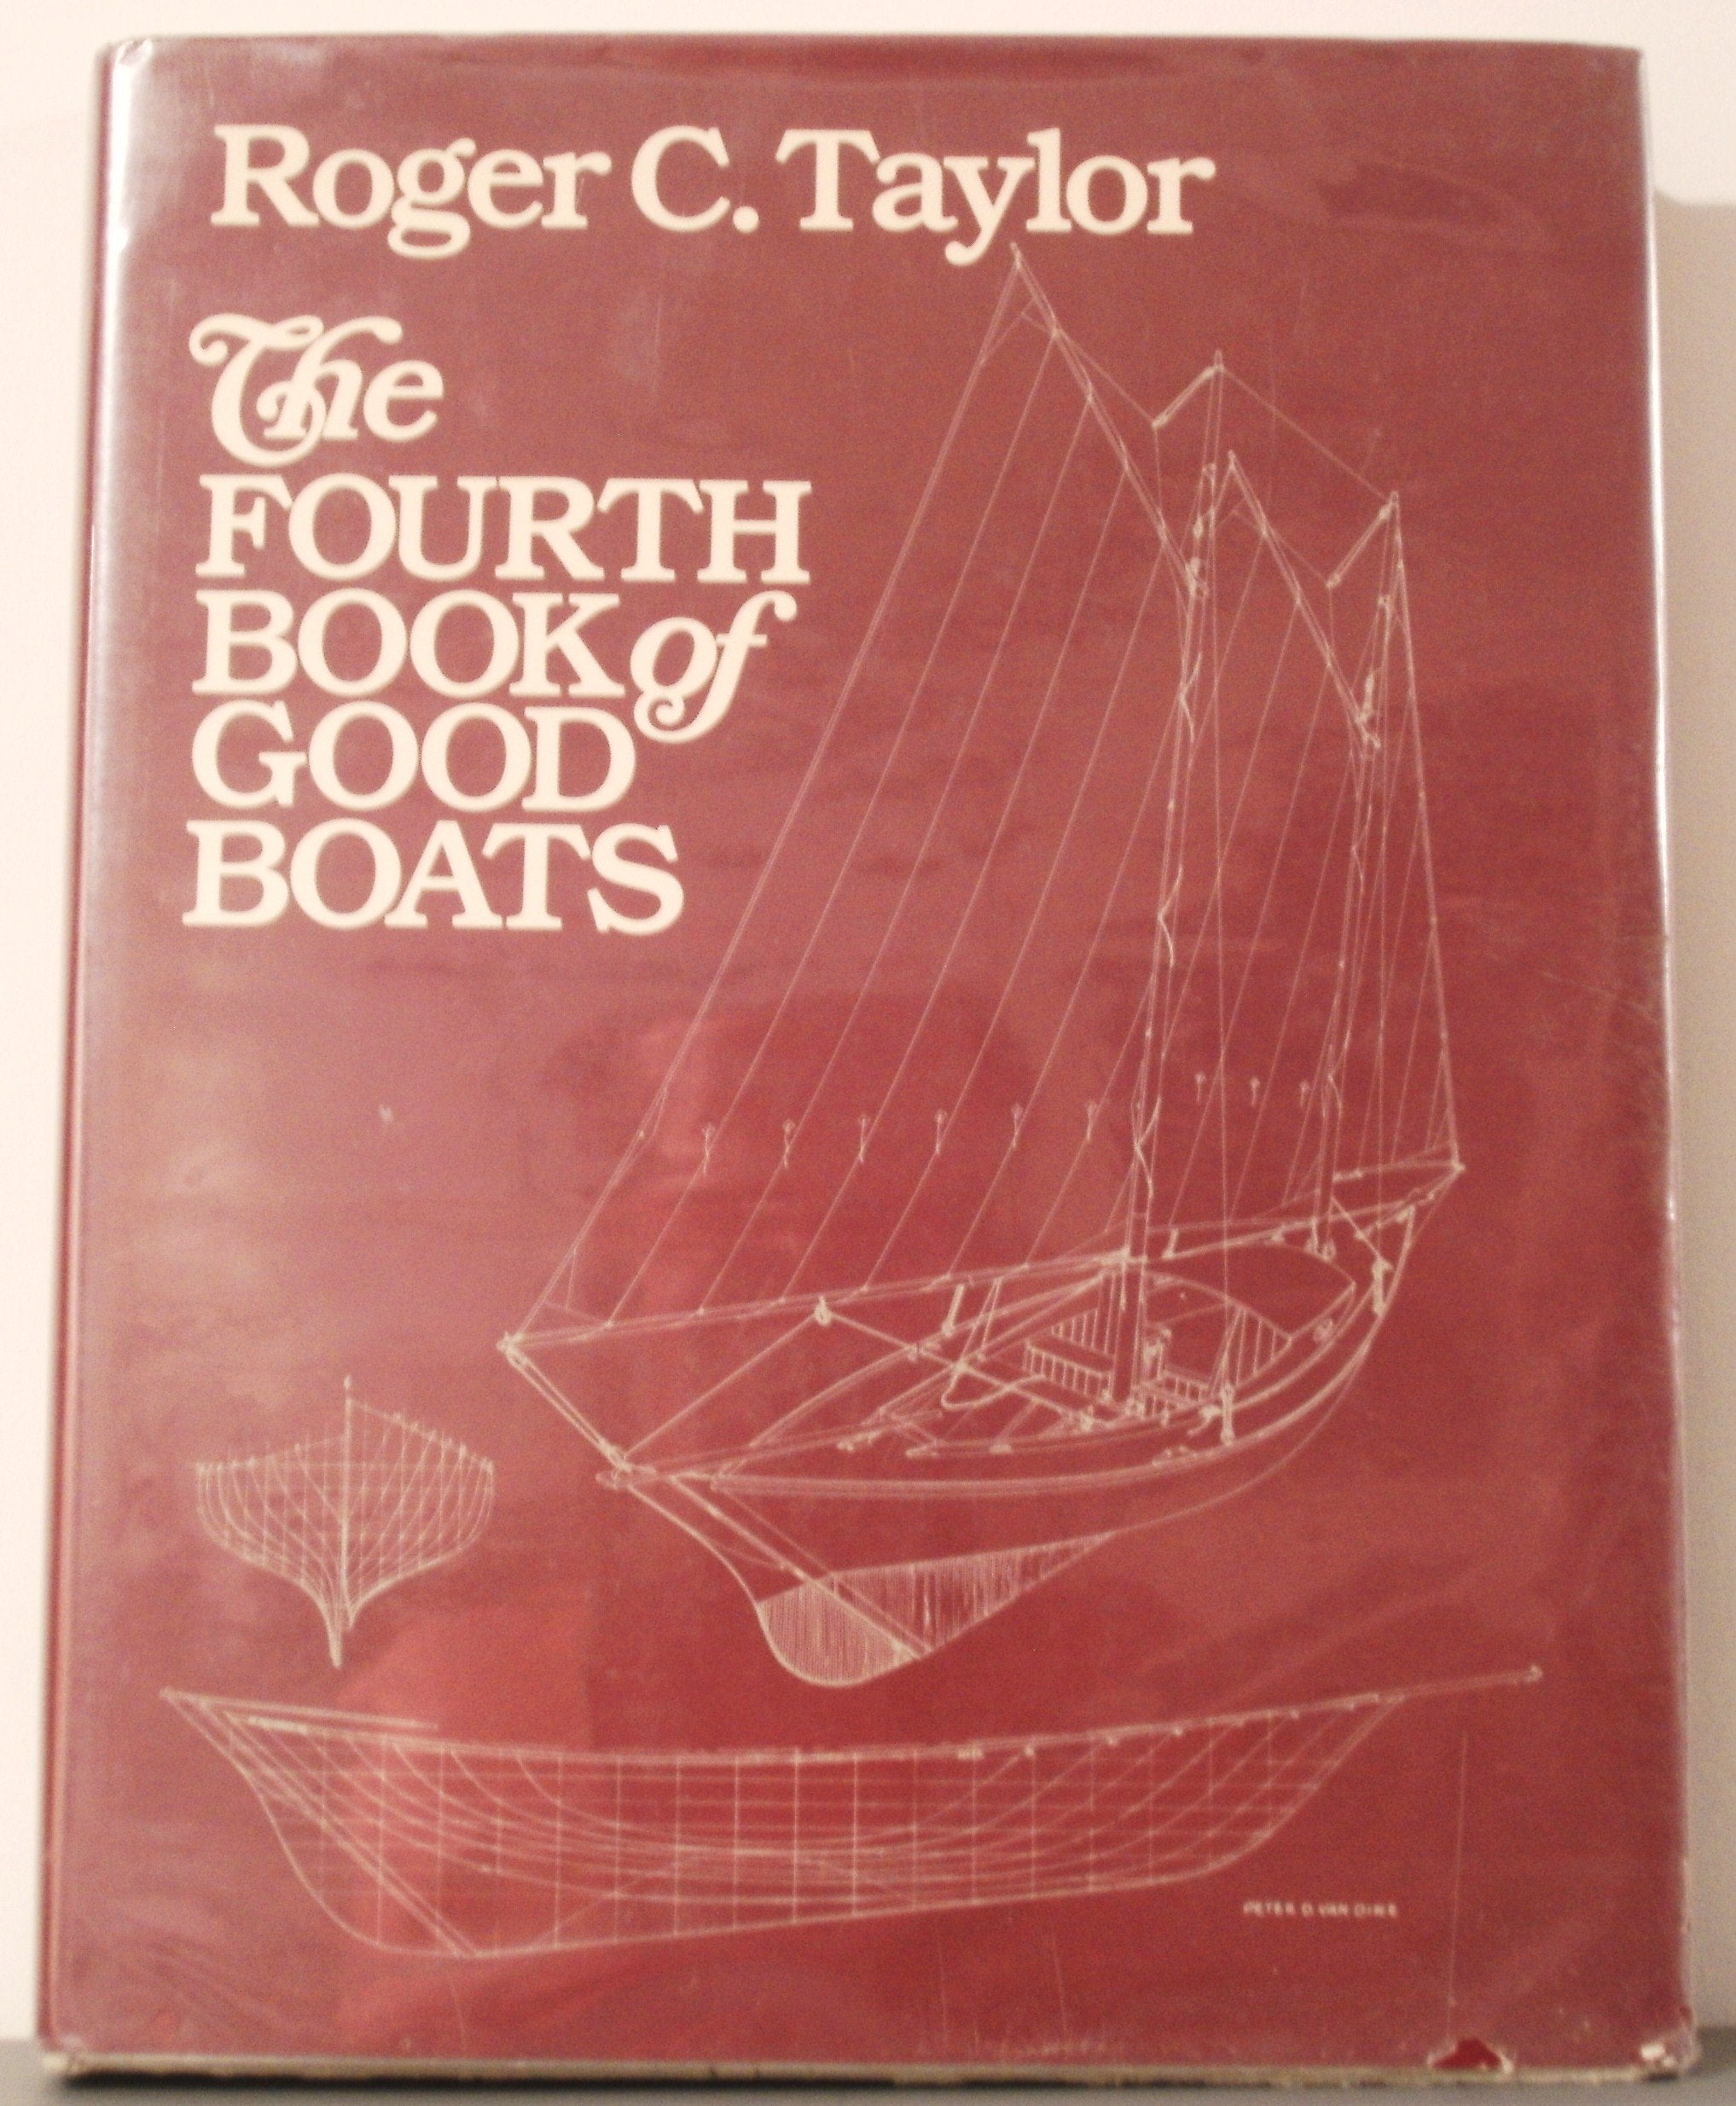 Roger C. Taylor
The
FOURTH
BOOK of
GOOD
BOATS
PETER D. VAN DINE